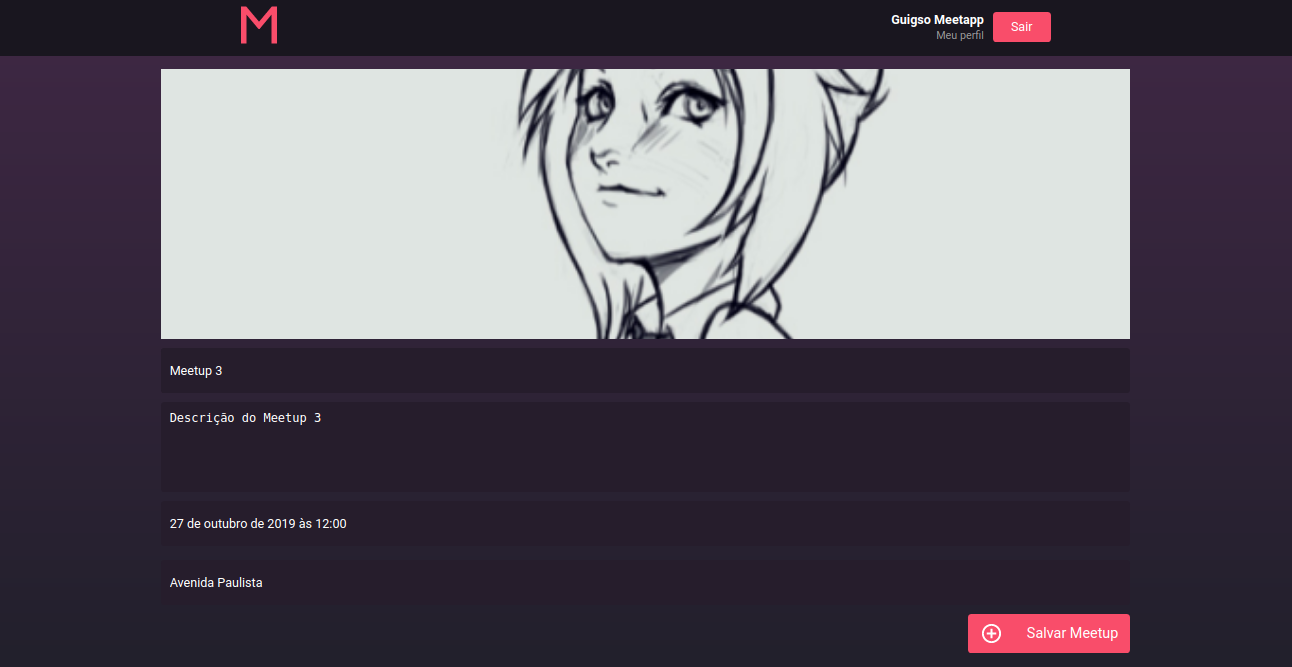 M
Guigso Meetapp
Meu perfil
Sair
Meetup 3
Descrição do Meetup 3
27 de outubro de 2019 às 12:00
Avenida Paulista
Salvar Meetup